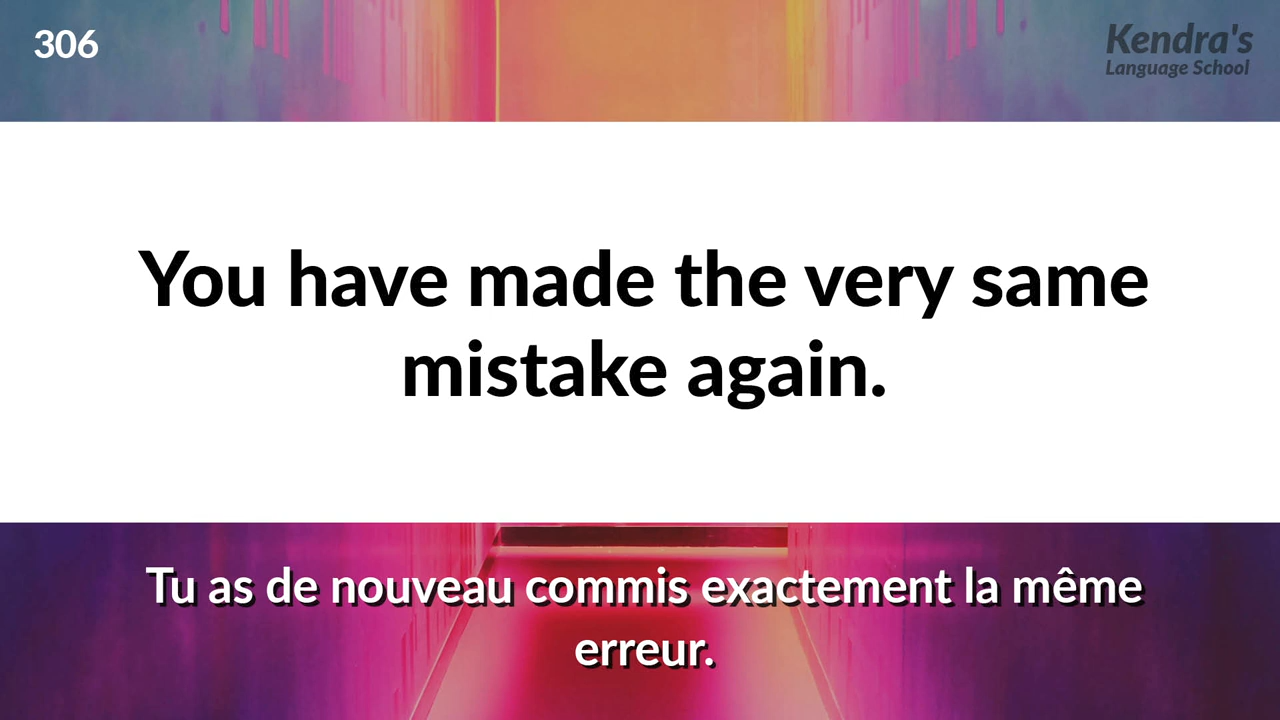 306
Kendra's
Language School
You have made the very same
mistake again.
Tu as de nouveau commis exactement la même
erreur.